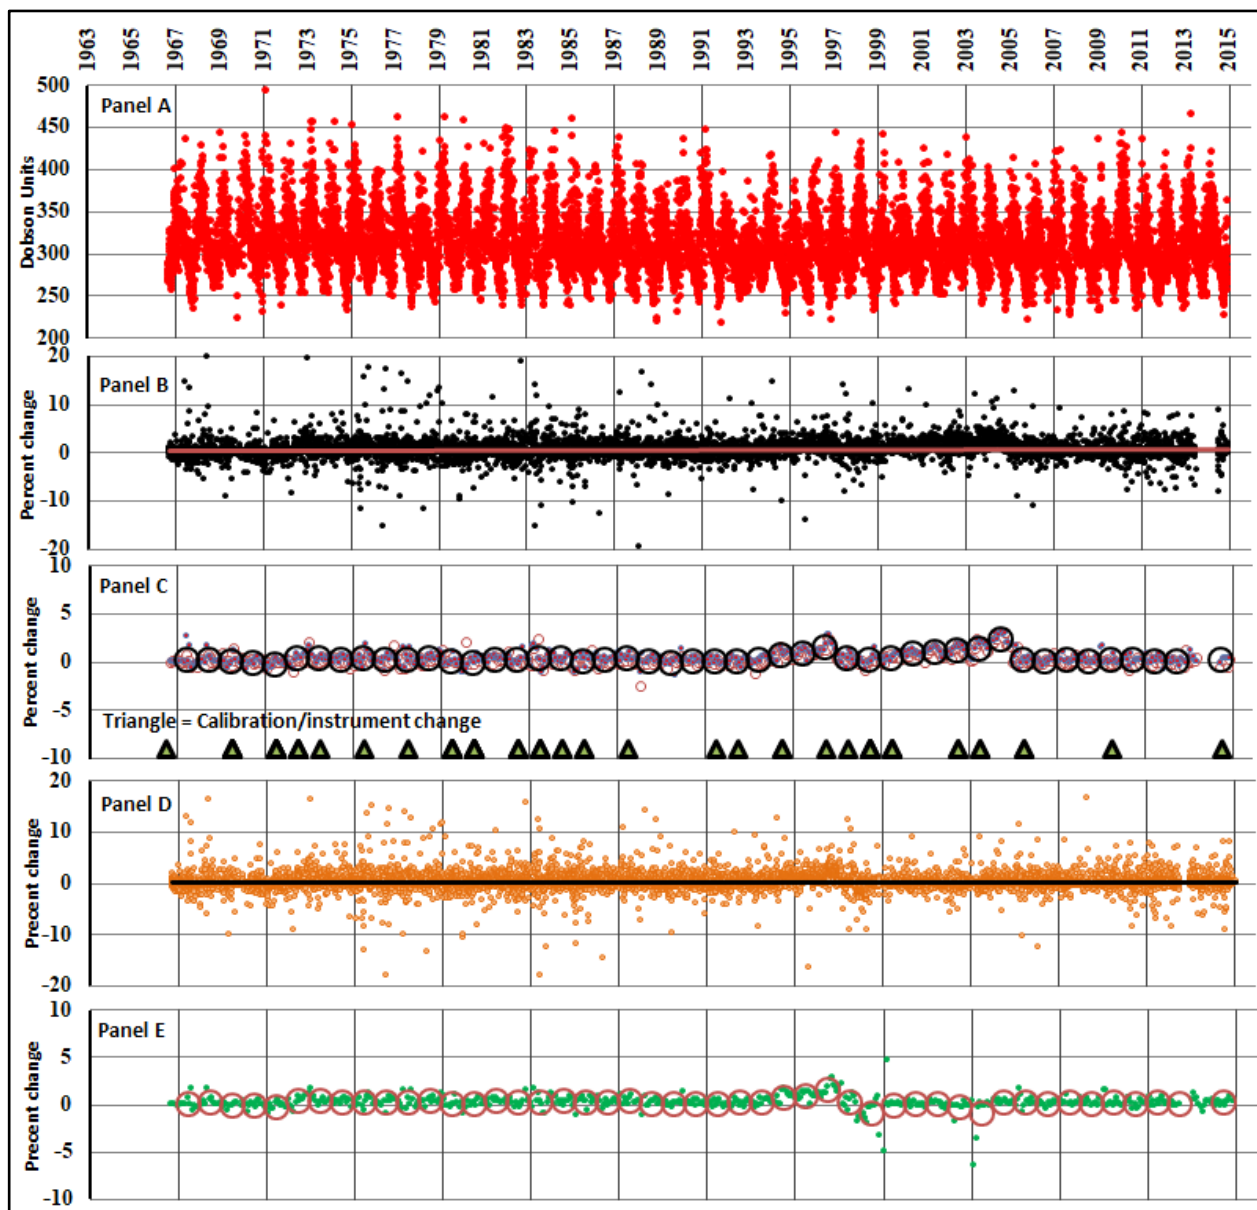 1963 1965 1967 1969 1971 1973 1975 1977 1979 1981 1983 1985 1987 1989 1991 1993 1995 1997 1999 2001 2003 2005 2007 2009 2011 2013 2015
500
Panel A
450
400
350
300
250
200
Dobson Units
20
Panel B
10
0
-10
-20
Percent change
10
Panel C
5
0
-5
Triangle = Calibration/instrument change
-10
Percent change
20
Panel D
10
0
-10
-20
Precent change
10
Panel E
5
0
-5
-10
Precent change